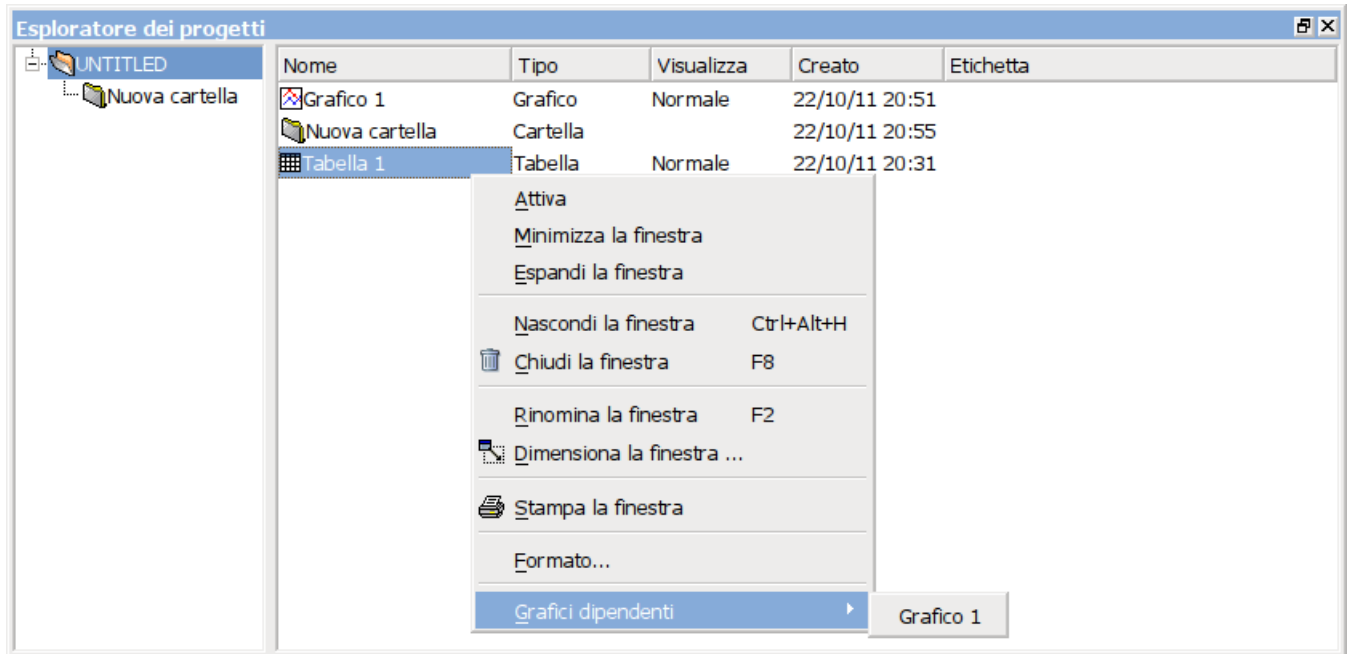 Esploratore dei progetti
UNTITLED
Nuova cartella
Nome Tipo Visualizza Creato Etichetta
Grafico 1 Grafico Normale 22/10/11 20:51
Nuova cartella Cartella 22/10/11 20:55
Tabella 1 Tabella Normale 22/10/11 20:31
Attiva
Minimizza la finestra
Espandi la finestra
Nascondi la finestra Ctrl+Alt+H
Chiudi la finestra F8
Rinomina la finestra F2
Dimensiona la finestra ...
Stampa la finestra
Formato...
Grafici dipendenti
Grafico 1